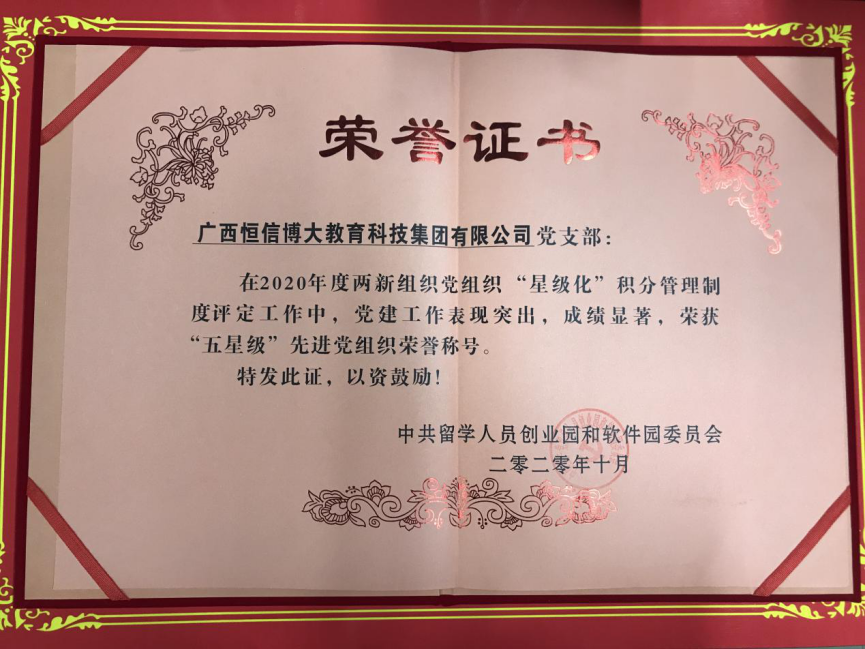 荣誉证书
广西恒信博大教育科技集团有限公司党支部：
在2020年度两新组织党组织“星级化”积分管理制
度评定工作中，党建工作表现突出，成绩显著，荣获
“五星级”先进党组织荣誉称号。
特发此证，以资鼓励！
中共留学人员创业园和软件园委员会
二零二零年十月